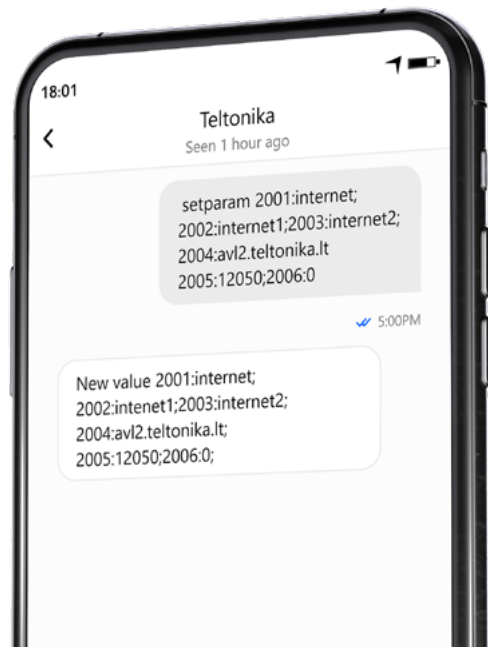 18:01
Teltonika
Seen 1 hour ago
setparam 2001:internet;
2002:internet1;2003:internet2;
2004:avl2.teltonika.lt
2005:12050;2006:0
5:00PM
New value 2001:internet;
2002:intenet1;2003:internet2;
2004:avl2.teltonika.lt;
2005:12050;2006:0;